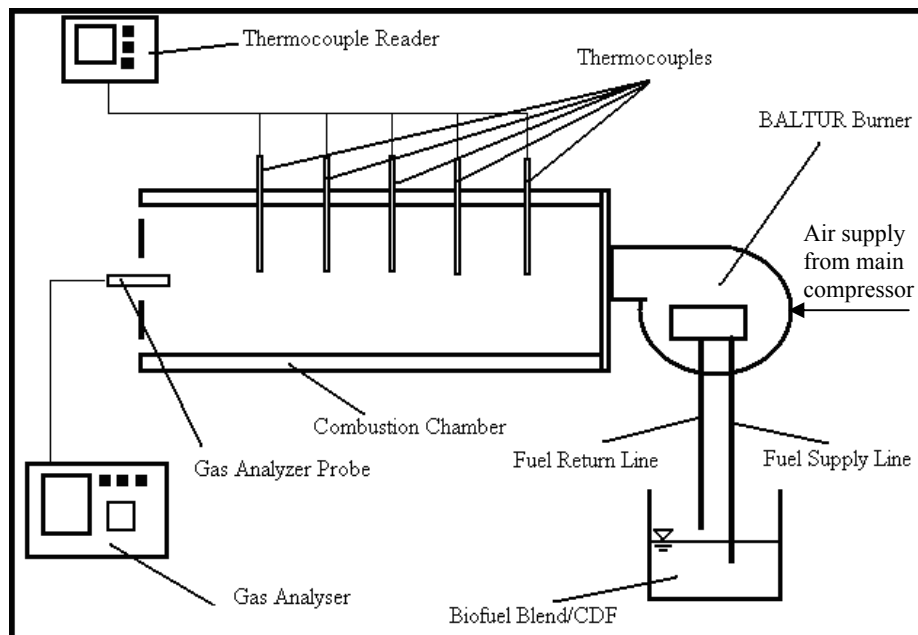 Thermocouple Reader
Thermocouples
BALTUR Burner
Air supply
from main
compressor
Combustion Chamber
Gas Analyzer Probe
Fuel Return Line
Fuel Supply Line
Gas Analyser
Biofuel Blend/CDF